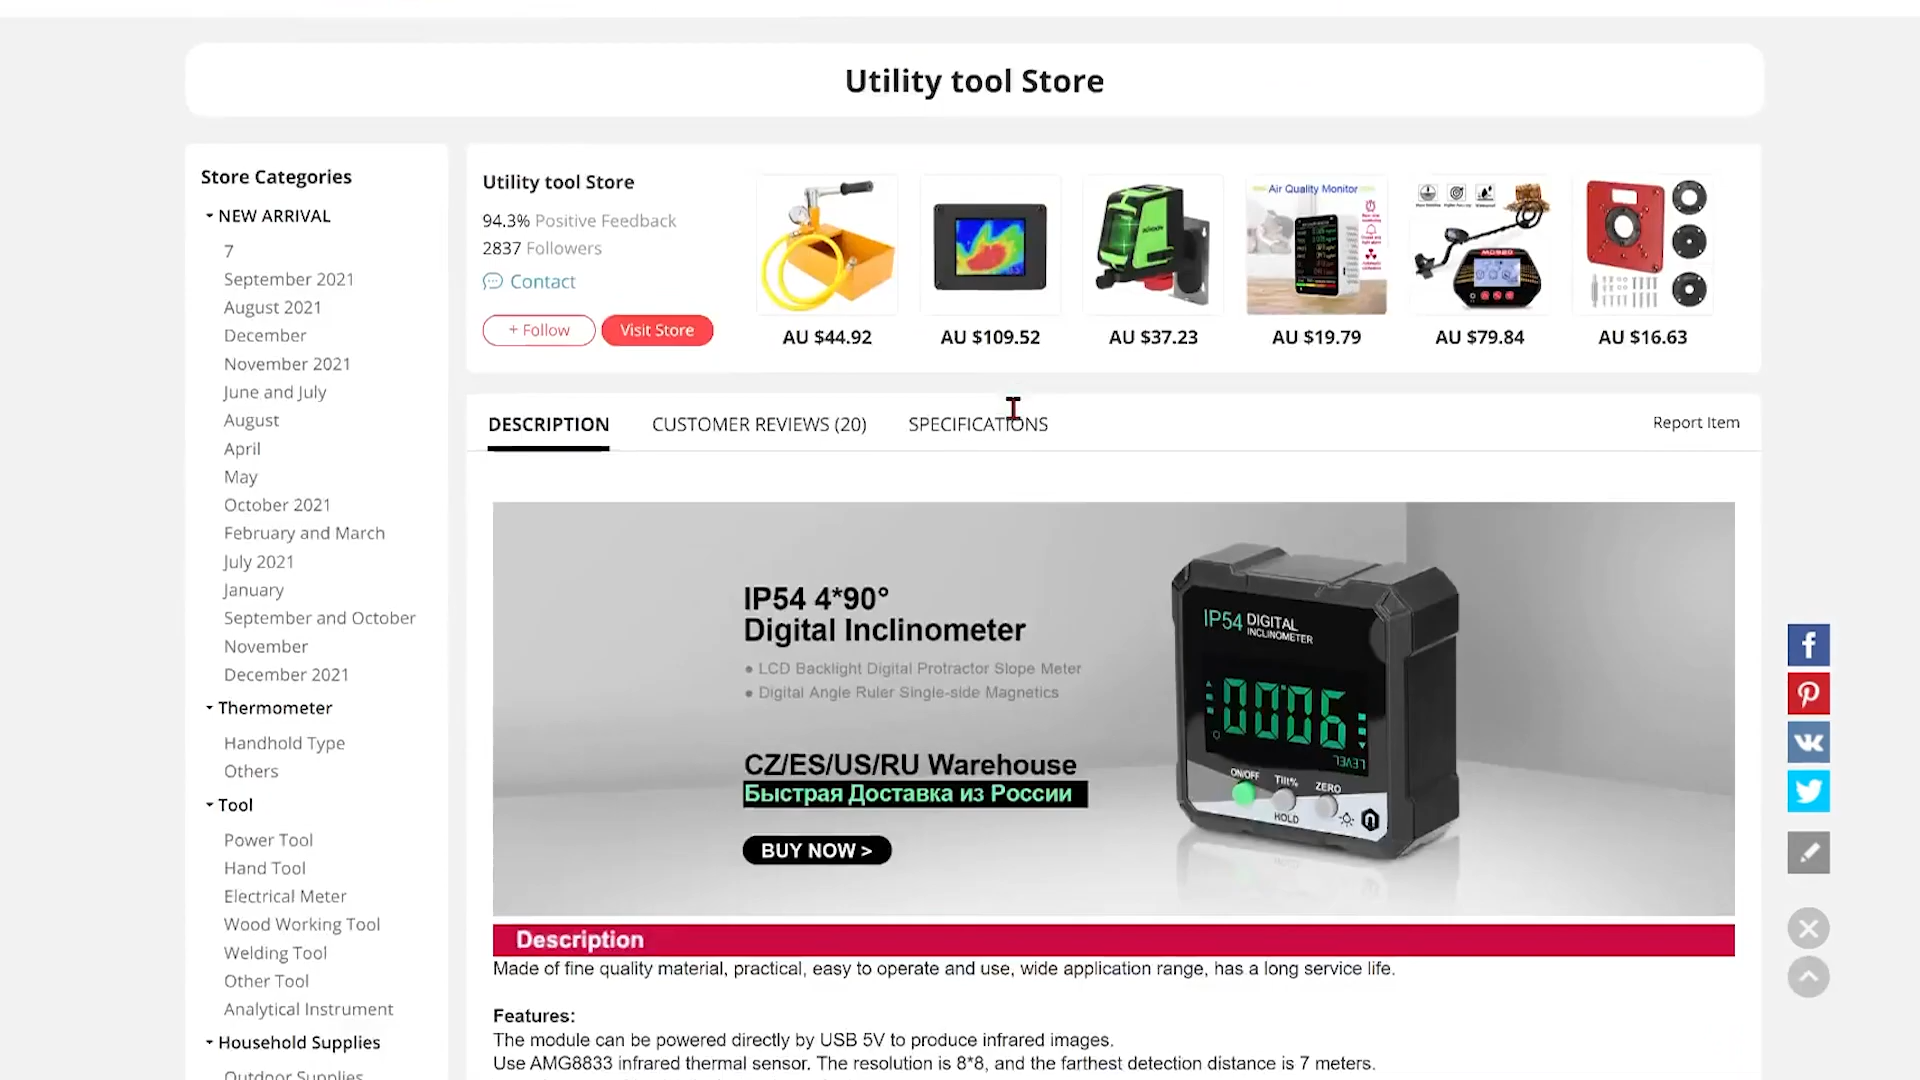 Utility tool Store
Store Categories
NEW ARRIVAL
7
September 2021
August 2021
December
November 2021
June and July
August
April
May
October 2021
February and March
July 2021
January
September and October
November
December 2021
Thermometer
Handhold Type
Others
Tool
Power Tool
Hand Tool
Electrical Meter
Wood Working Tool
Welding Tool
Other Tool
Analytical Instrument
Household Supplies
Outdoor Supplies
Utility tool Store
94.3% Positive Feedback
2837 Followers
Contact
+ Follow
Visit Store
Air Quality Monitor
AU $44.92
AU $109.52
AU $37.23
AU $19.79
AU $79.84
AU $16.63
DESCRIPTION
CUSTOMER REVIEWS (20)
SPECIFICATIONS
Report Item
IP54 4*90°
Digital Inclinometer
● LCD Backlight Digital Protractor Slope Meter
● Digital Angle Ruler Single-side Magnetics
CZ/ES/US/RU Warehouse
Быстрая Доставка из России
BUY NOW >
IP54 DIGITAL
INCLINOMETER
LEVEL
ON/OFF Tilt% ZERO
HOLD
Description
Made of fine quality material, practical, easy to operate and use, wide application range, has a long service life.
Features:
The module can be powered directly by USB 5V to produce infrared images.
Use AMG8833 infrared thermal sensor. The resolution is 8*8, and the farthest detection distance is 7 meters.